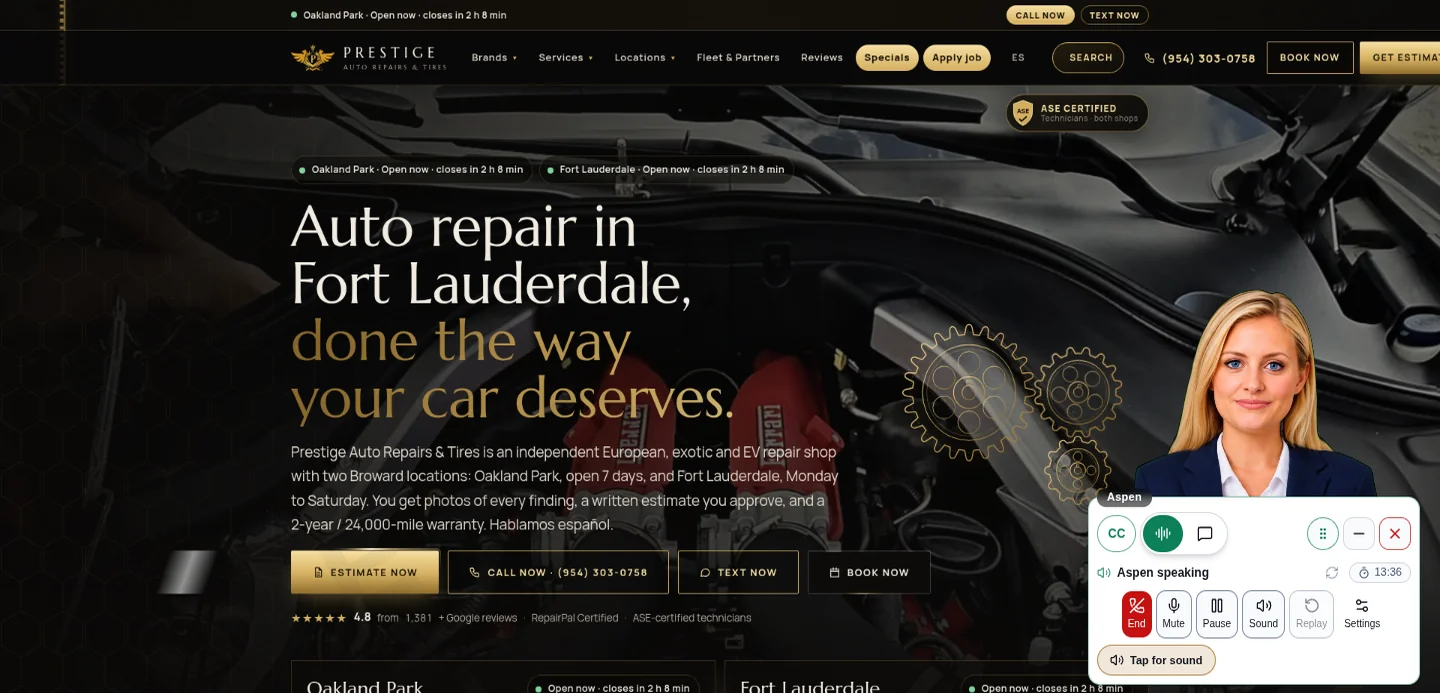 Oakland Park · Open now · closes in 2 h 8 min
CALL NOW TEXT NOW
PRESTIGE
AUTO REPAIRS & TIRES
Brands Services Locations Fleet & Partners Reviews Specials Apply job ES SEARCH (954) 303-0758 BOOK NOW GET ESTIMAT
ASE
ASE CERTIFIED
Technicians · both shops
Oakland Park · Open now · closes in 2 h 8 min Fort Lauderdale · Open now · closes in 2 h 8 min
Auto repair in
Fort Lauderdale,
done the way
your car deserves.
Prestige Auto Repairs & Tires is an independent European, exotic and EV repair shop
with two Broward locations: Oakland Park, open 7 days, and Fort Lauderdale, Monday
to Saturday. You get photos of every finding, a written estimate you approve, and a
2-year / 24,000-mile warranty. Hablamos español.
ESTIMATE NOW CALL NOW · (954) 303-0758 TEXT NOW BOOK NOW
★★★★★ 4.8 from 1,381 + Google reviews · RepairPal Certified · ASE-certified technicians
Oakland Park Open now · closes in 2 h 8 min Fort Lauderdale Open now · closes in 2 h 8 min
Aspen
CC
Aspen speaking 13:36
End Mute Pause Sound Replay Settings
Tap for sound